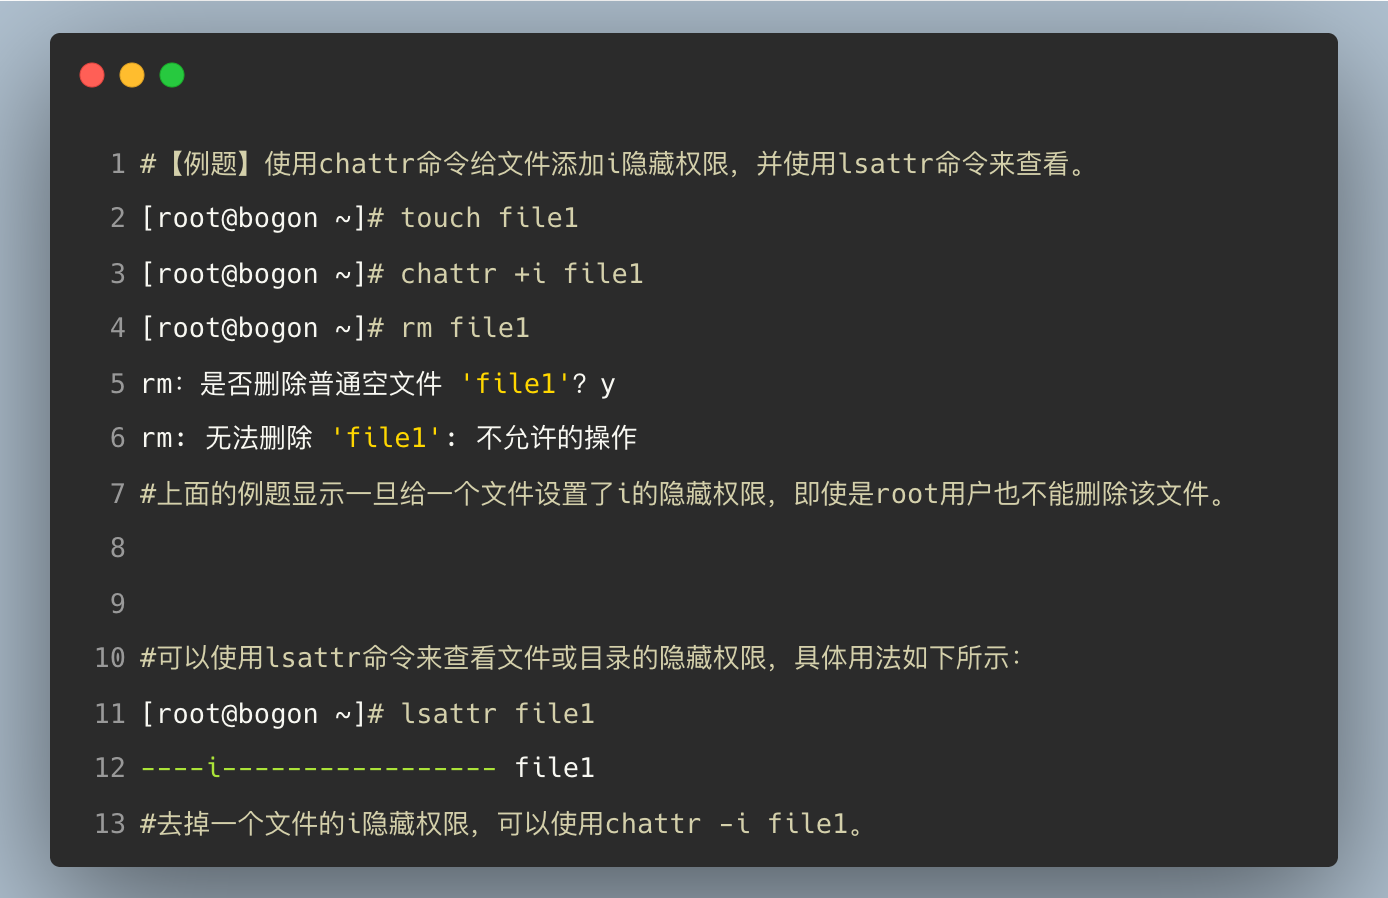 1 #【例题】使用chattr命令给文件添加i隐藏权限，并使用lsattr命令来查看。
2 [root@bogon ~]# touch file1
3 [root@bogon ~]# chattr +i file1
4 [root@bogon ~]# rm file1
5 rm：是否删除普通空文件 'file1'？y
6 rm: 无法删除 'file1': 不允许的操作
7 #上面的例题显示一旦给一个文件设置了i的隐藏权限，即使是root用户也不能删除该文件。
8
9
10 #可以使用lsattr命令来查看文件或目录的隐藏权限，具体用法如下所示：
11 [root@bogon ~]# lsattr file1
12 ----i----------------- file1
13 #去掉一个文件的i隐藏权限，可以使用chattr -i file1。